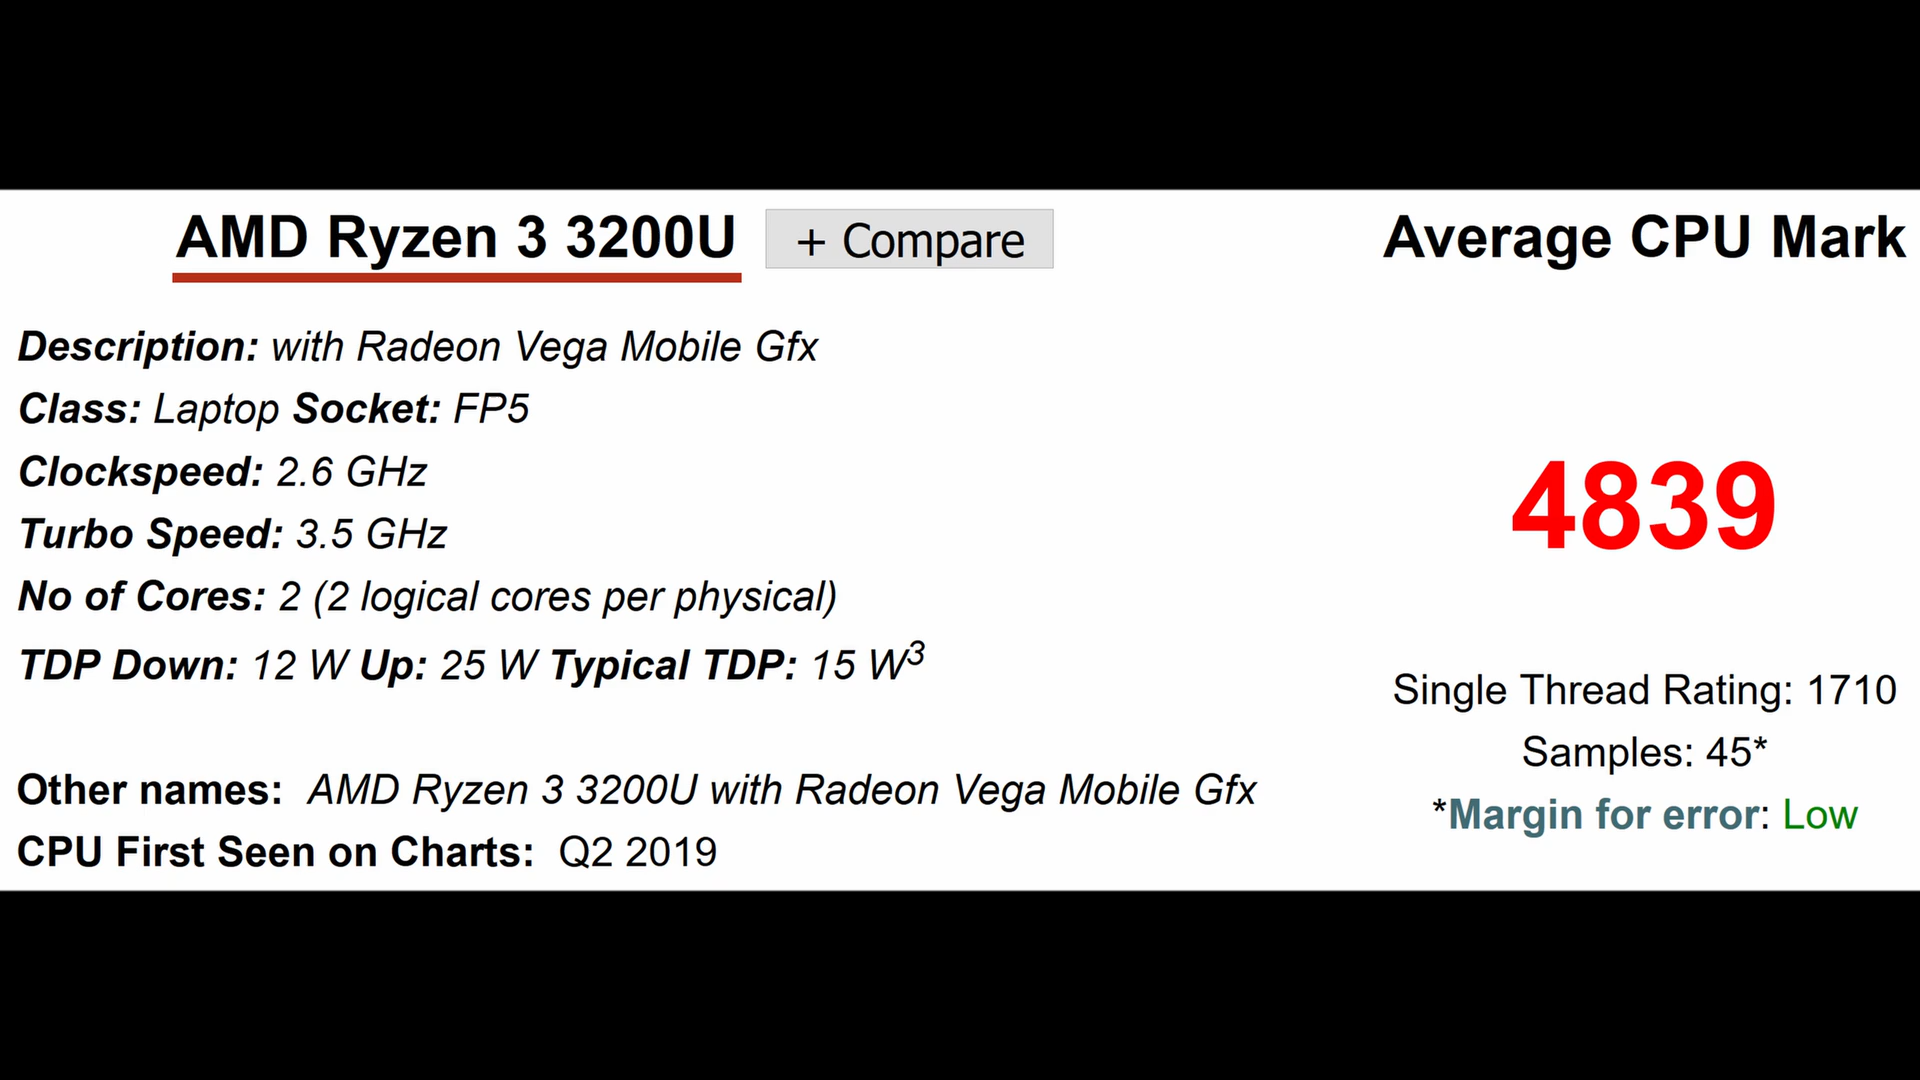 AMD Ryzen 3 3200U
+ Compare
Average CPU Mark
Description: with Radeon Vega Mobile Gfx
Class: Laptop Socket: FP5
Clockspeed: 2.6 GHz
Turbo Speed: 3.5 GHz
No of Cores: 2 (2 logical cores per physical)
TDP Down: 12 W Up: 25 W Typical TDP: 15 W³
Other names: AMD Ryzen 3 3200U with Radeon Vega Mobile Gfx
CPU First Seen on Charts: Q2 2019
4839
Single Thread Rating: 1710
Samples: 45*
*Margin for error: Low